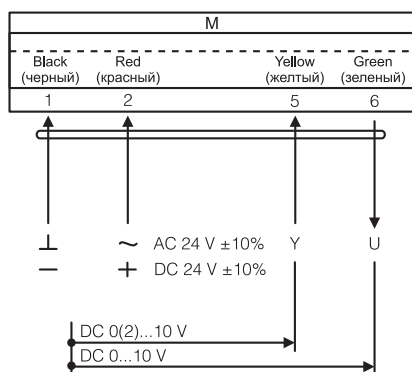 M
Black Red Yellow Green
(черный) (красный) (желтый) (зеленый)
1 2 5 6
⊥ ~ AC 24 V ±10% Y U
− + DC 24 V ±10%
DC 0(2)...10 V
DC 0...10 V